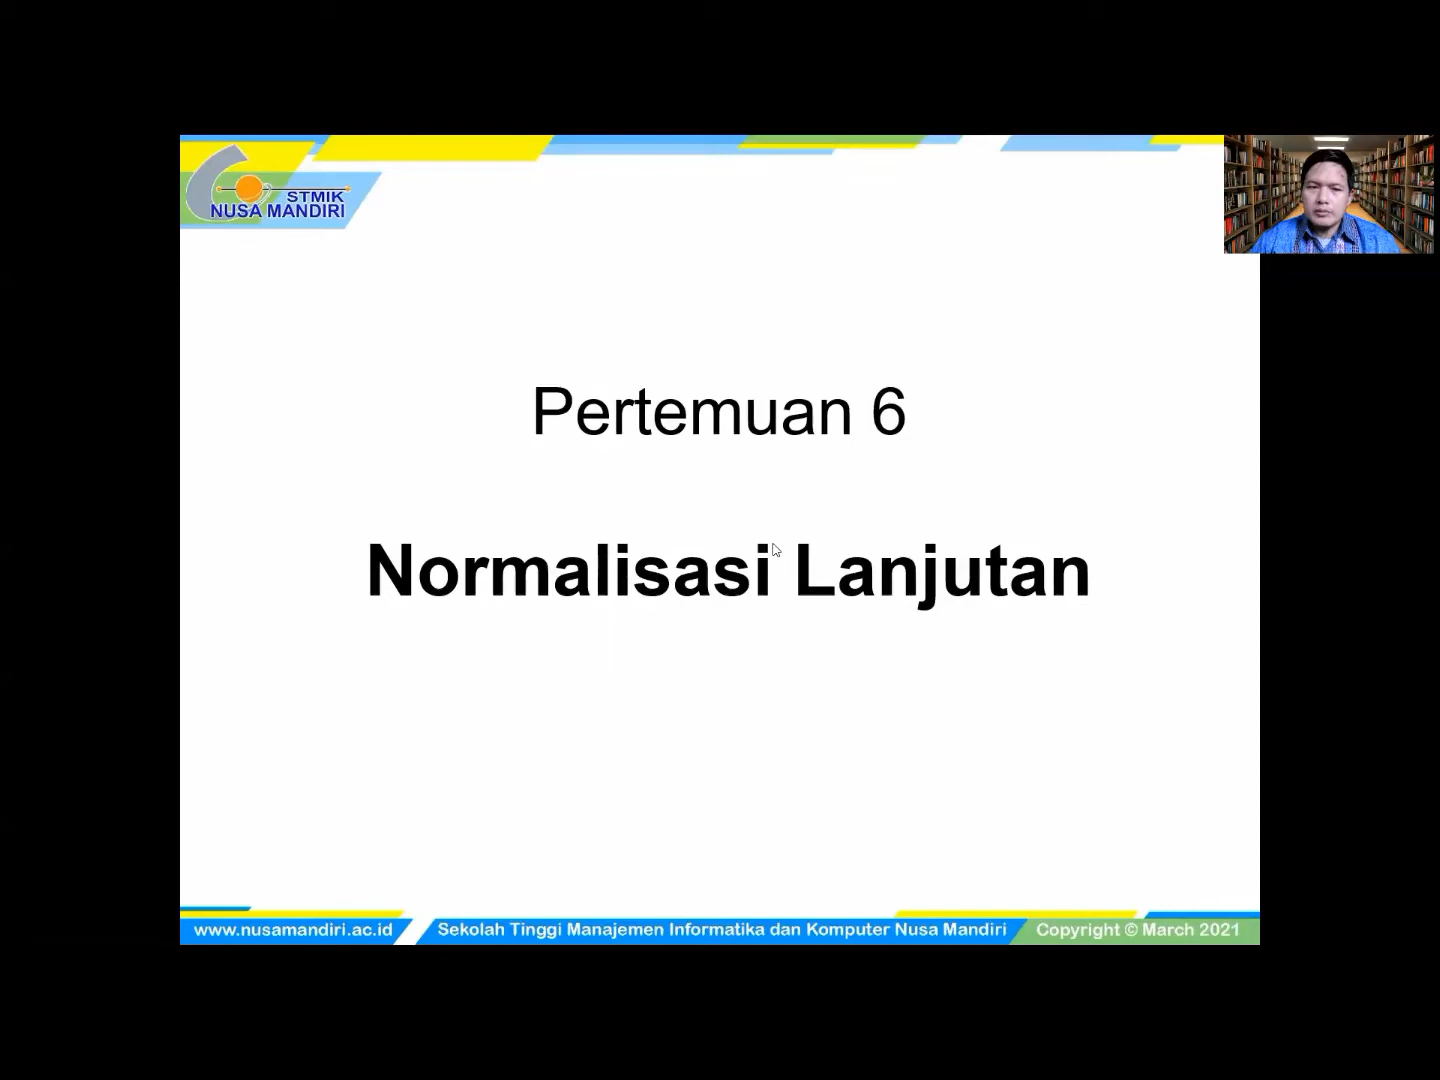 STMIK
NUSA MANDIRI
Pertemuan 6
Normalisasi Lanjutan
www.nusamandiri.ac.id
Sekolah Tinggi Manajemen Informatika dan Komputer Nusa Mandiri
Copyright © March 2021